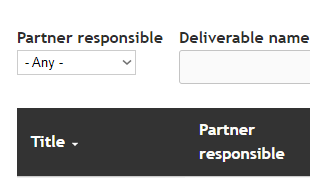 Partner responsible Deliverable name
- Any -
Title Partner
responsible